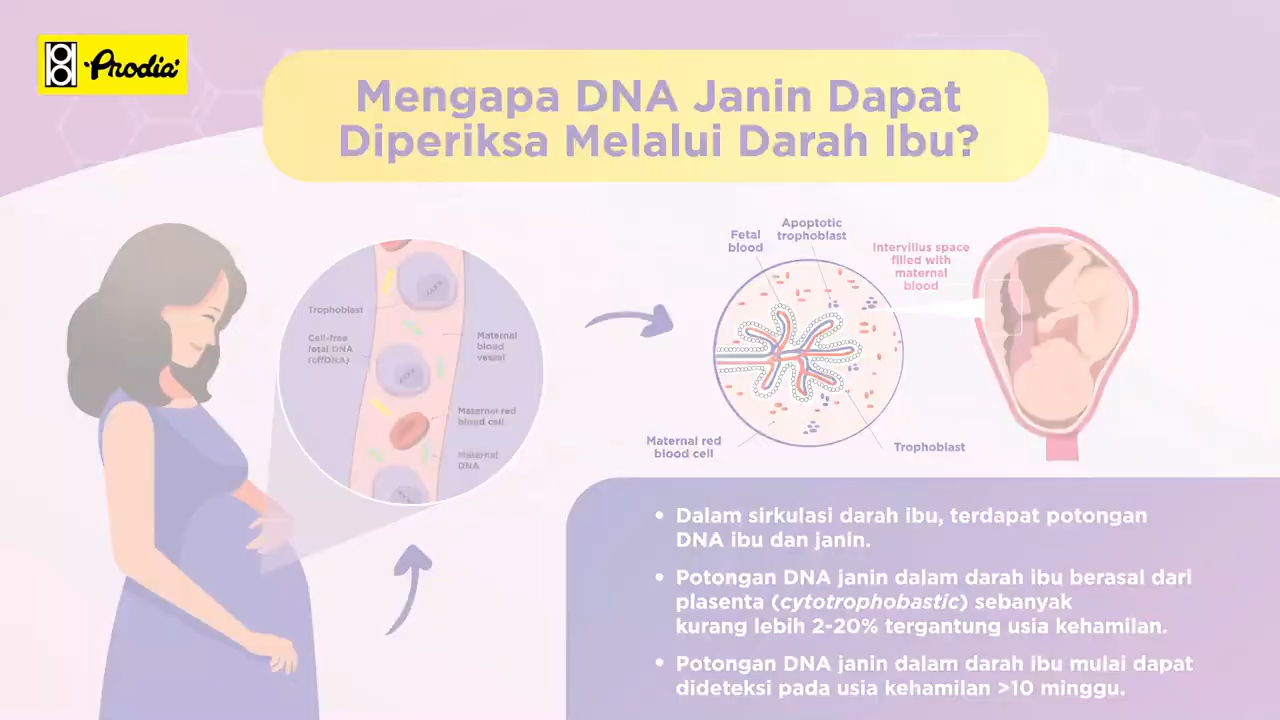 Prodia
Mengapa DNA Janin Dapat
Diperiksa Melalui Darah Ibu?
Trophoblast
Cell-free
fetal DNA
(cffDNA)
Maternal
blood
vessel
Maternal red
blood cell
Maternal
DNA
Fetal
blood
Apoptotic
trophoblast
Intervillus space
filled with
maternal
blood
Maternal red
blood cell
Trophoblast
• Dalam sirkulasi darah ibu, terdapat potongan
DNA ibu dan janin.
• Potongan DNA janin dalam darah ibu berasal dari
plasenta (cytotrophobastic) sebanyak
kurang lebih 2-20% tergantung usia kehamilan.
• Potongan DNA janin dalam darah ibu mulai dapat
dideteksi pada usia kehamilan >10 minggu.